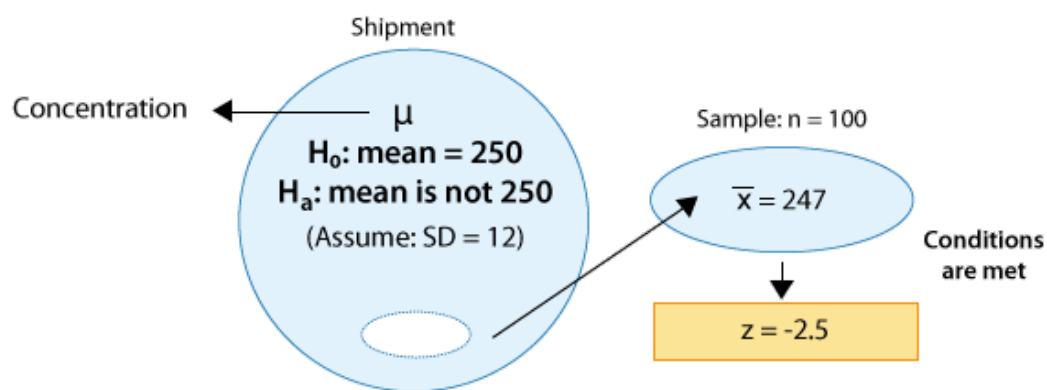 Shipment
Concentration
μ
H₀: mean = 250
Hₐ: mean is not 250
(Assume: SD = 12)
Sample: n = 100
x̅ = 247
Conditions
are met
z = -2.5